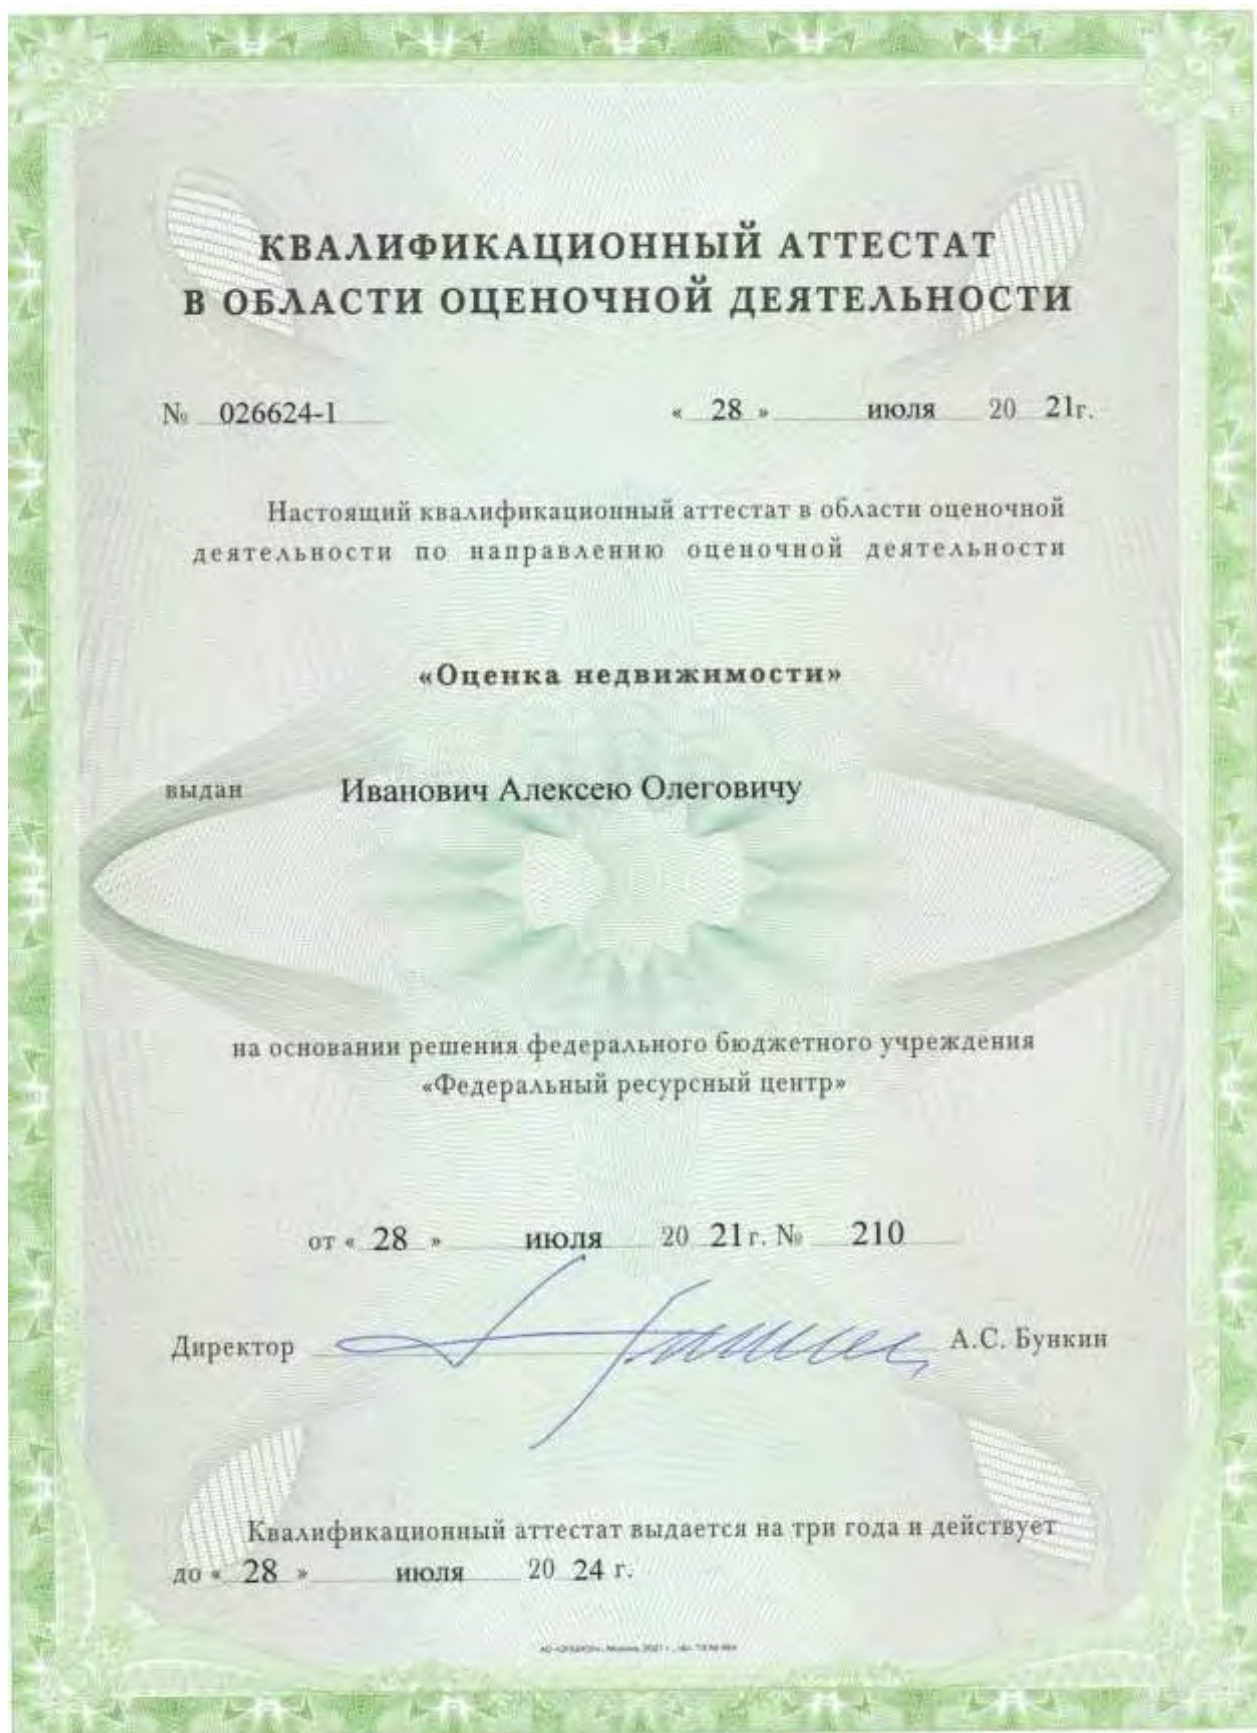 КВАЛИФИКАЦИОННЫЙ АТТЕСТАТ
В ОБЛАСТИ ОЦЕНОЧНОЙ ДЕЯТЕЛЬНОСТИ
№ 026624-1 « 28 » июля 20 21г.
Настоящий квалификационный аттестат в области оценочной
деятельности по направлению оценочной деятельности
«Оценка недвижимости»
выдан Иванович Алексею Олеговичу
на основании решения федерального бюджетного учреждения
«Федеральный ресурсный центр»
от « 28 » июля 20 21 г. № 210
Директор А.С. Бункин
Квалификационный аттестат выдается на три года и действует
до « 28 » июля 20 24 г.